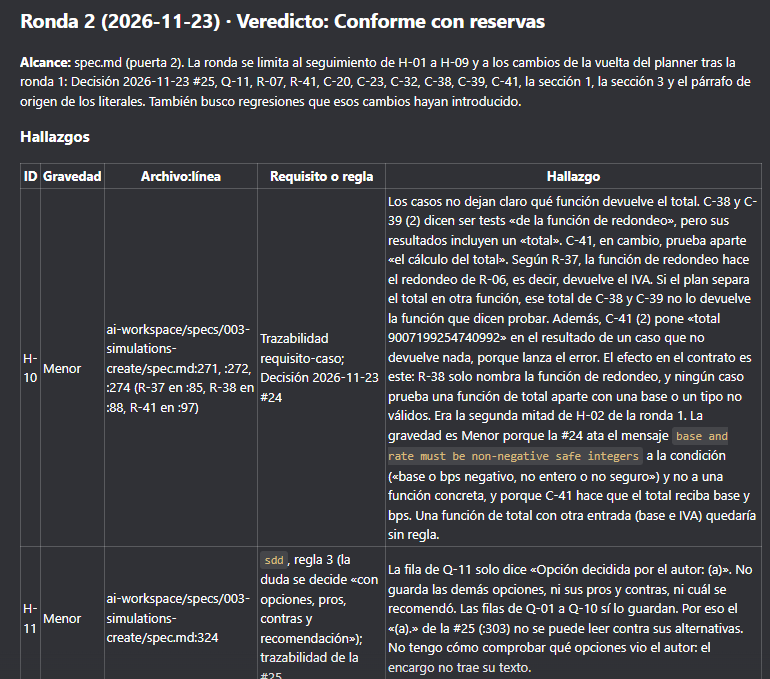 Ronda 2 (2026-11-23) · Veredicto: Conforme con reservas
Alcance: spec.md (puerta 2). La ronda se limita al seguimiento de H-01 a H-09 y a los cambios de la vuelta del planner tras la
ronda 1: Decisión 2026-11-23 #25, Q-11, R-07, R-41, C-20, C-23, C-32, C-38, C-39, C-41, la sección 1, la sección 3 y el párrafo de
origen de los literales. También busco regresiones que esos cambios hayan introducido.
Hallazgos
ID Gravedad Archivo:línea Requisito o regla Hallazgo
H-
10
Menor
ai-workspace/specs/003-
simulations-
create/spec.md:271, :272,
:274 (R-37 en :85, R-38 en
:88, R-41 en :97)
Trazabilidad
requisito-caso;
Decisión 2026-11-23
#24
Los casos no dejan claro qué función devuelve el total. C-38 y C-
39 (2) dicen ser tests «de la función de redondeo», pero sus
resultados incluyen un «total». C-41, en cambio, prueba aparte
«el cálculo del total». Según R-37, la función de redondeo hace
el redondeo de R-06, es decir, devuelve el IVA. Si el plan separa
el total en otra función, ese total de C-38 y C-39 no lo devuelve
la función que dicen probar. Además, C-41 (2) pone «total
9007199254740992» en el resultado de un caso que no
devuelve nada, porque lanza el error. El efecto en el contrato es
este: R-38 solo nombra la función de redondeo, y ningún caso
prueba una función de total aparte con una base o un tipo no
válidos. Era la segunda mitad de H-02 de la ronda 1. La
gravedad es Menor porque la #24 ata el mensaje base and
rate must be non-negative safe integers a la condición
(«base o bps negativo, no entero o no seguro») y no a una
función concreta, y porque C-41 hace que el total reciba base y
bps. Una función de total con otra entrada (base e IVA) quedaría
sin regla.
H-
11
Menor
ai-workspace/specs/003-
simulations-
create/spec.md:324
sdd, regla 3 (la
duda se decide «con
opciones, pros,
contras y
recomendación»);
trazabilidad de la
#25
La fila de Q-11 solo dice «Opción decidida por el autor: (a)». No
guarda las demás opciones, ni sus pros y contras, ni cuál se
recomendó. Las filas de Q-01 a Q-10 sí lo guardan. Por eso el
«(a).» de la #25 (:303) no se puede leer contra sus alternativas.
No tengo cómo comprobar qué opciones vio el autor: el
encargo no trae su texto.